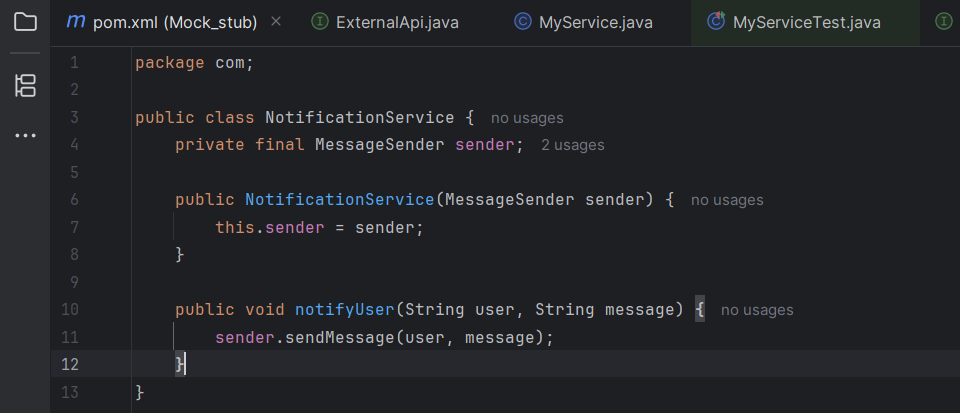 m pom.xml (Mock_stub) × I ExternalApi.java C MyService.java C MyServiceTest.java I
1 package com;
2
3 public class NotificationService { no usages
4 private final MessageSender sender; 2 usages
5
6 public NotificationService(MessageSender sender) { no usages
7 this.sender = sender;
8 }
9
10 public void notifyUser(String user, String message) { no usages
11 sender.sendMessage(user, message);
12 }
13 }